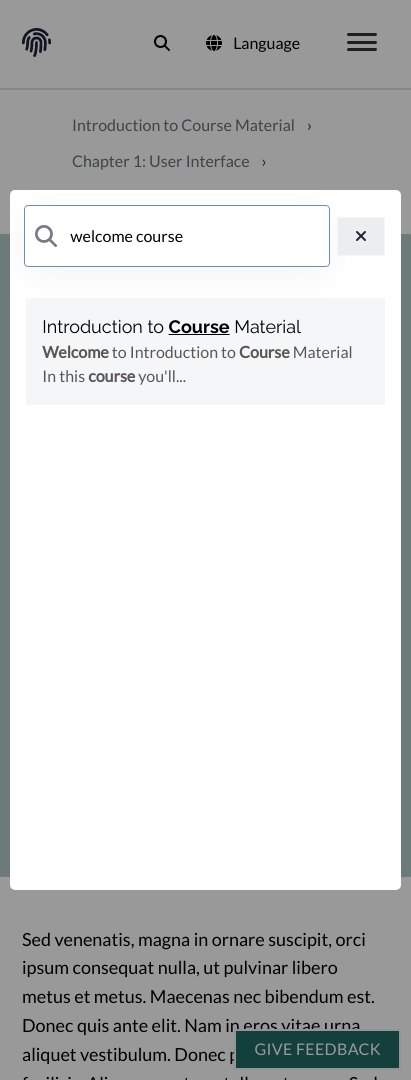 Language
Introduction to Course Material ›
Chapter 1: User Interface ›
welcome course
Introduction to Course Material
Welcome to Introduction to Course Material
In this course you'll...
Sed venenatis, magna in ornare suscipit, orci
ipsum consequat nulla, ut pulvinar libero
metus et metus. Maecenas nec bibendum est.
Donec quis ante elit. Nam in eros vitae urna
aliquet vestibulum. Donec
GIVE FEEDBACK